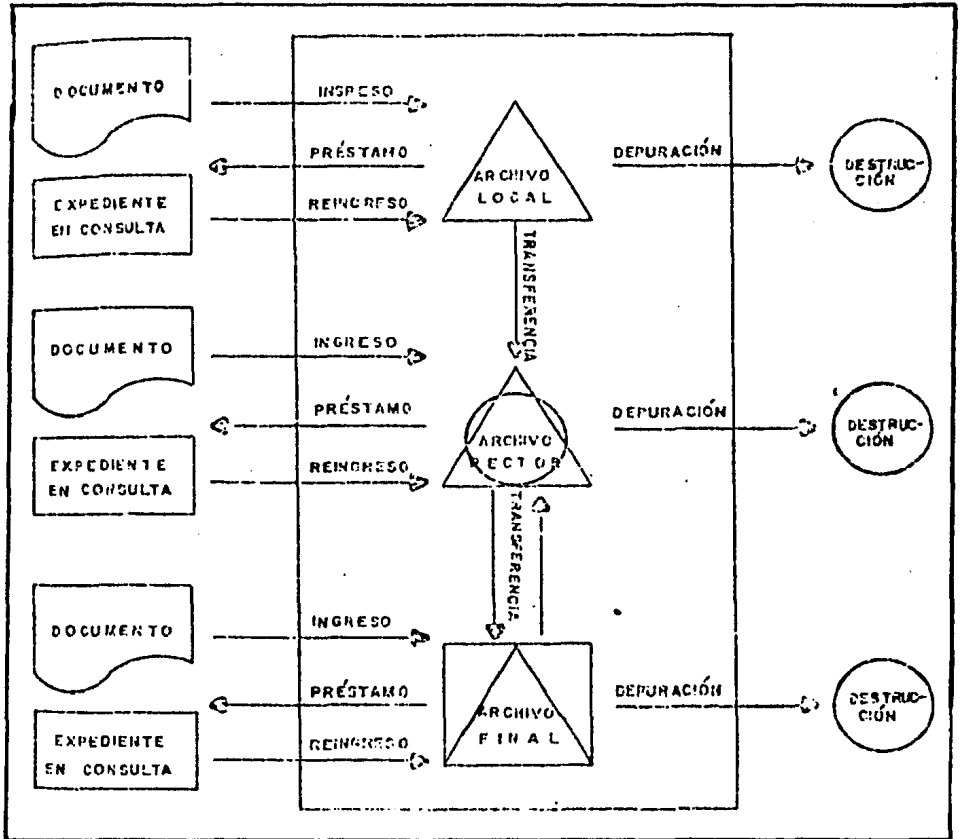 DOCUMENTO
INGRESO
PRÉSTAMO
ARCHIVO
LOCAL
DEPURACIÓN
DESTRUC-
CIÓN
EXPEDIENTE
EN CONSULTA
REINGRESO
TRANSFERENCIA
DOCUMENTO
INGRESO
PRÉSTAMO
ARCHIVO
RECTOR
DEPURACIÓN
DESTRUC-
CIÓN
EXPEDIENTE
EN CONSULTA
REINGRESO
TRANSFERENCIA
DOCUMENTO
INGRESO
PRÉSTAMO
ARCHIVO
FINAL
DEPURACIÓN
DESTRUC-
CIÓN
EXPEDIENTE
EN CONSULTA
REINGRESO